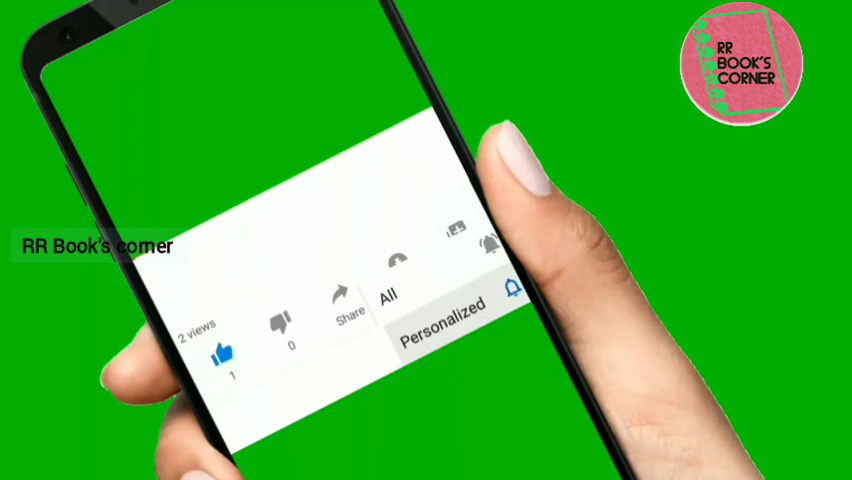 RR
BOOK'S
CORNER
RR Book's corner
2 views
1
0
Share
All
Personalized